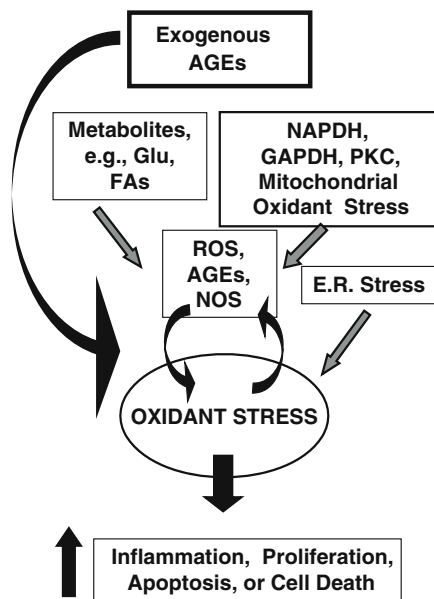 Exogenous
AGEs
Metabolites,
e.g., Glu,
FAs
NAPDH,
GAPDH, PKC,
Mitochondrial
Oxidant Stress
ROS,
AGEs,
NOS
E.R. Stress
OXIDANT STRESS
Inflammation, Proliferation,
Apoptosis, or Cell Death